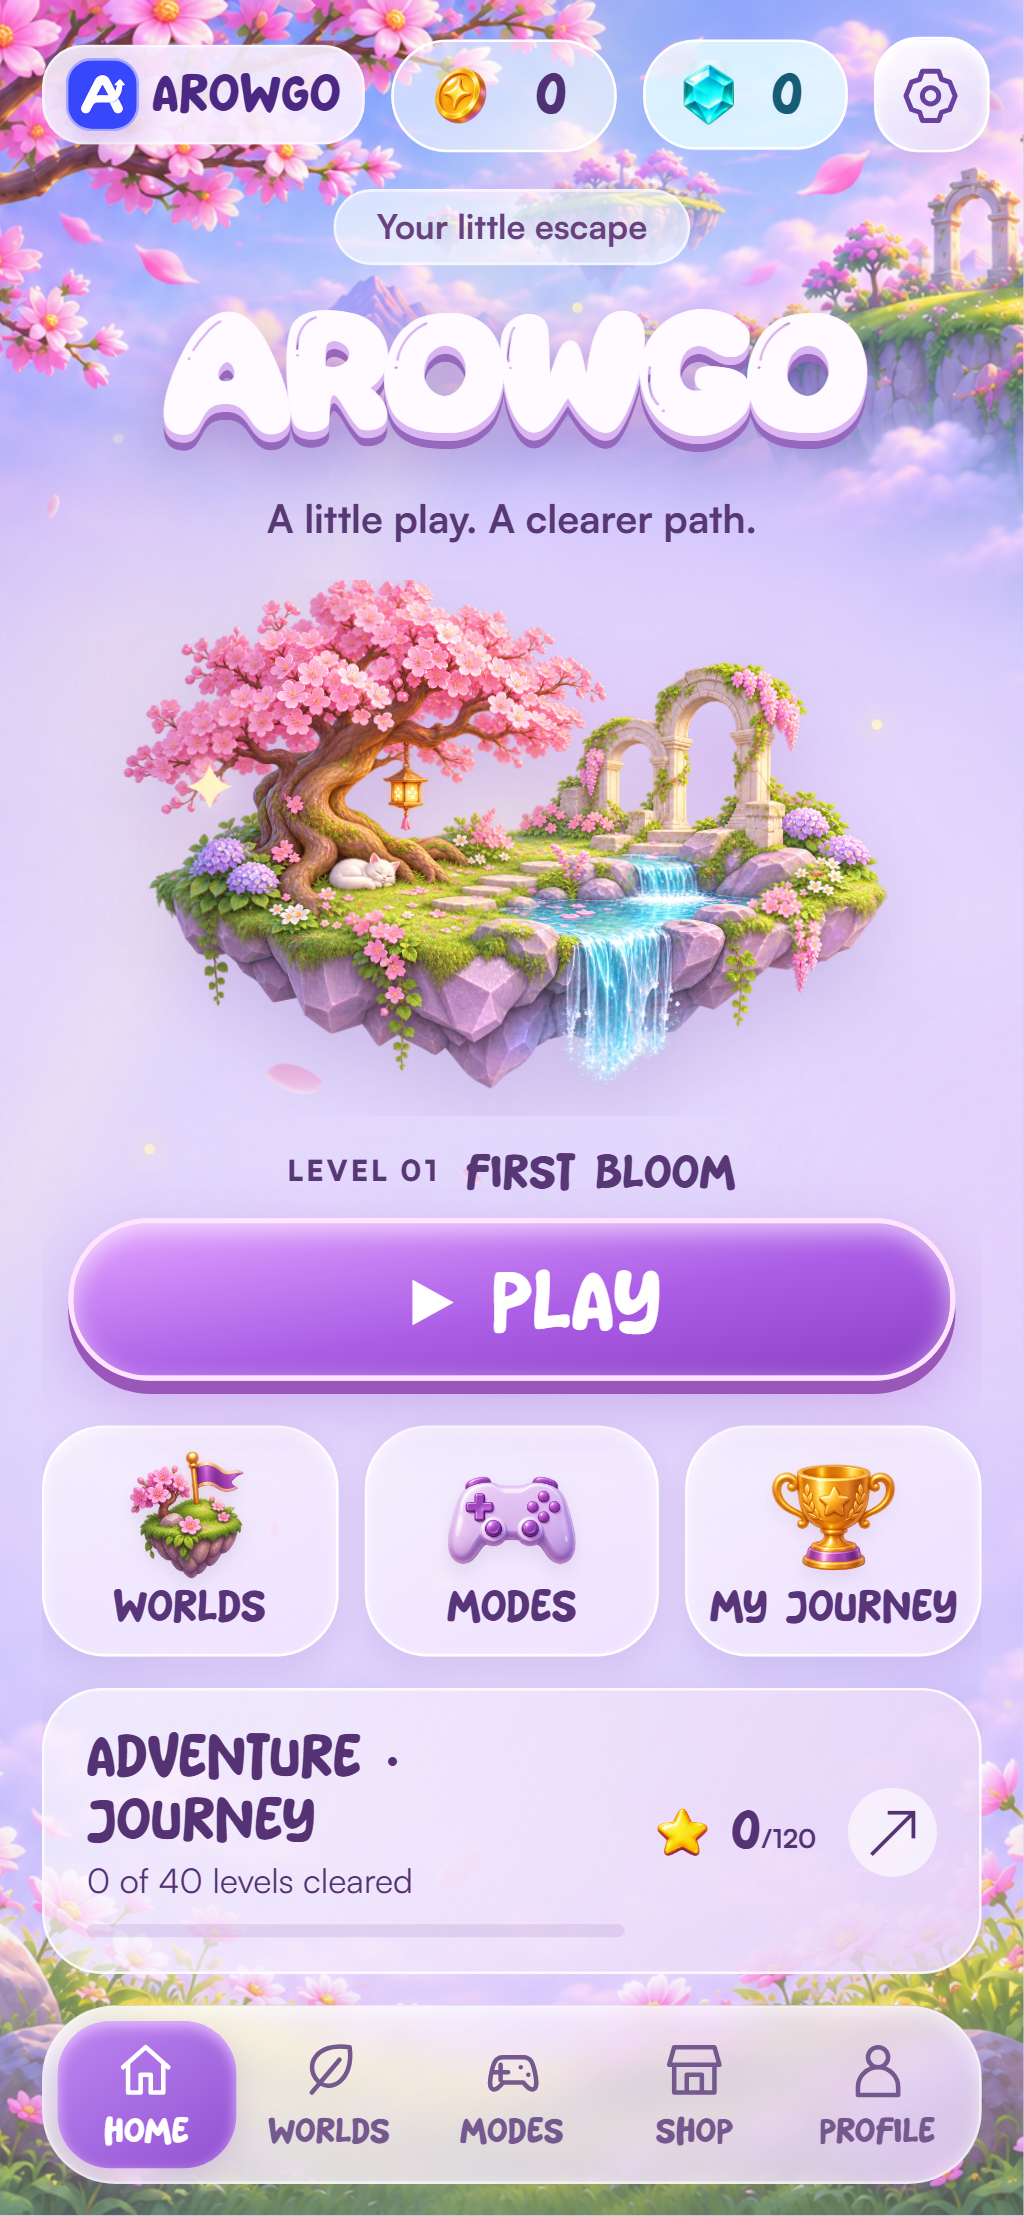 AROWGO
0
0
Your little escape
AROWGO
A little play. A clearer path.
LEVEL 01 FIRST BLOOM
PLAY
WORLDS
MODES
MY JOURNEY
ADVENTURE ·
JOURNEY
0 of 40 levels cleared
0/120
HOME
WORLDS
MODES
SHOP
PROFILE